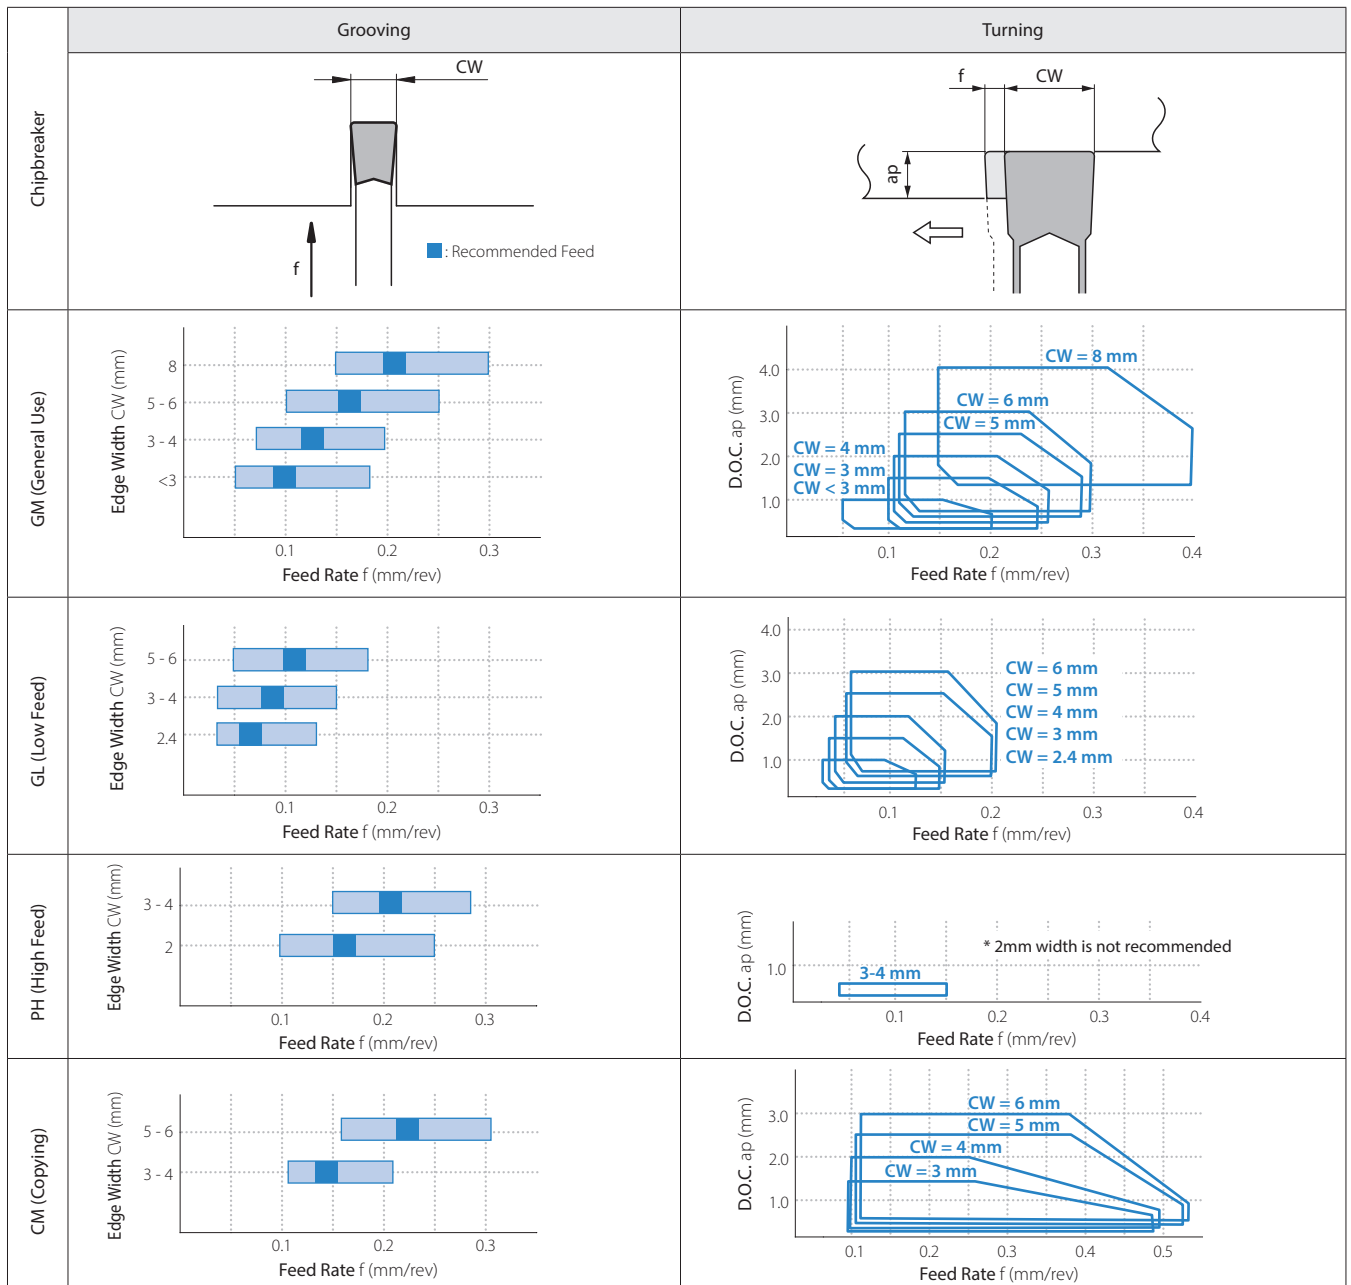 Grooving
Turning
Chipbreaker
CW
f
: Recommended Feed
f
CW
ap
GM (General Use)
Edge Width CW (mm)
8
5 - 6
3 - 4
<3
0.1
0.2
0.3
Feed Rate f (mm/rev)
D.O.C. ap (mm)
4.0
3.0
2.0
1.0
CW = 8 mm
CW = 6 mm
CW = 5 mm
CW = 4 mm
CW = 3 mm
CW < 3 mm
0.1
0.2
0.3
0.4
Feed Rate f (mm/rev)
GL (Low Feed)
Edge Width CW (mm)
5 - 6
3 - 4
2.4
0.1
0.2
0.3
Feed Rate f (mm/rev)
D.O.C. ap (mm)
4.0
3.0
2.0
1.0
CW = 6 mm
CW = 5 mm
CW = 4 mm
CW = 3 mm
CW = 2.4 mm
0.1
0.2
0.3
0.4
Feed Rate f (mm/rev)
PH (High Feed)
Edge Width CW (mm)
3 - 4
2
0.1
0.2
0.3
Feed Rate f (mm/rev)
D.O.C. ap (mm)
* 2mm width is not recommended
1.0
3-4 mm
0.1
0.2
0.3
0.4
Feed Rate f (mm/rev)
CM (Copying)
Edge Width CW (mm)
5 - 6
3 - 4
0.1
0.2
0.3
Feed Rate f (mm/rev)
D.O.C. ap (mm)
3.0
2.0
1.0
CW = 6 mm
CW = 5 mm
CW = 4 mm
CW = 3 mm
0.1
0.2
0.3
0.4
0.5
Feed Rate f (mm/rev)